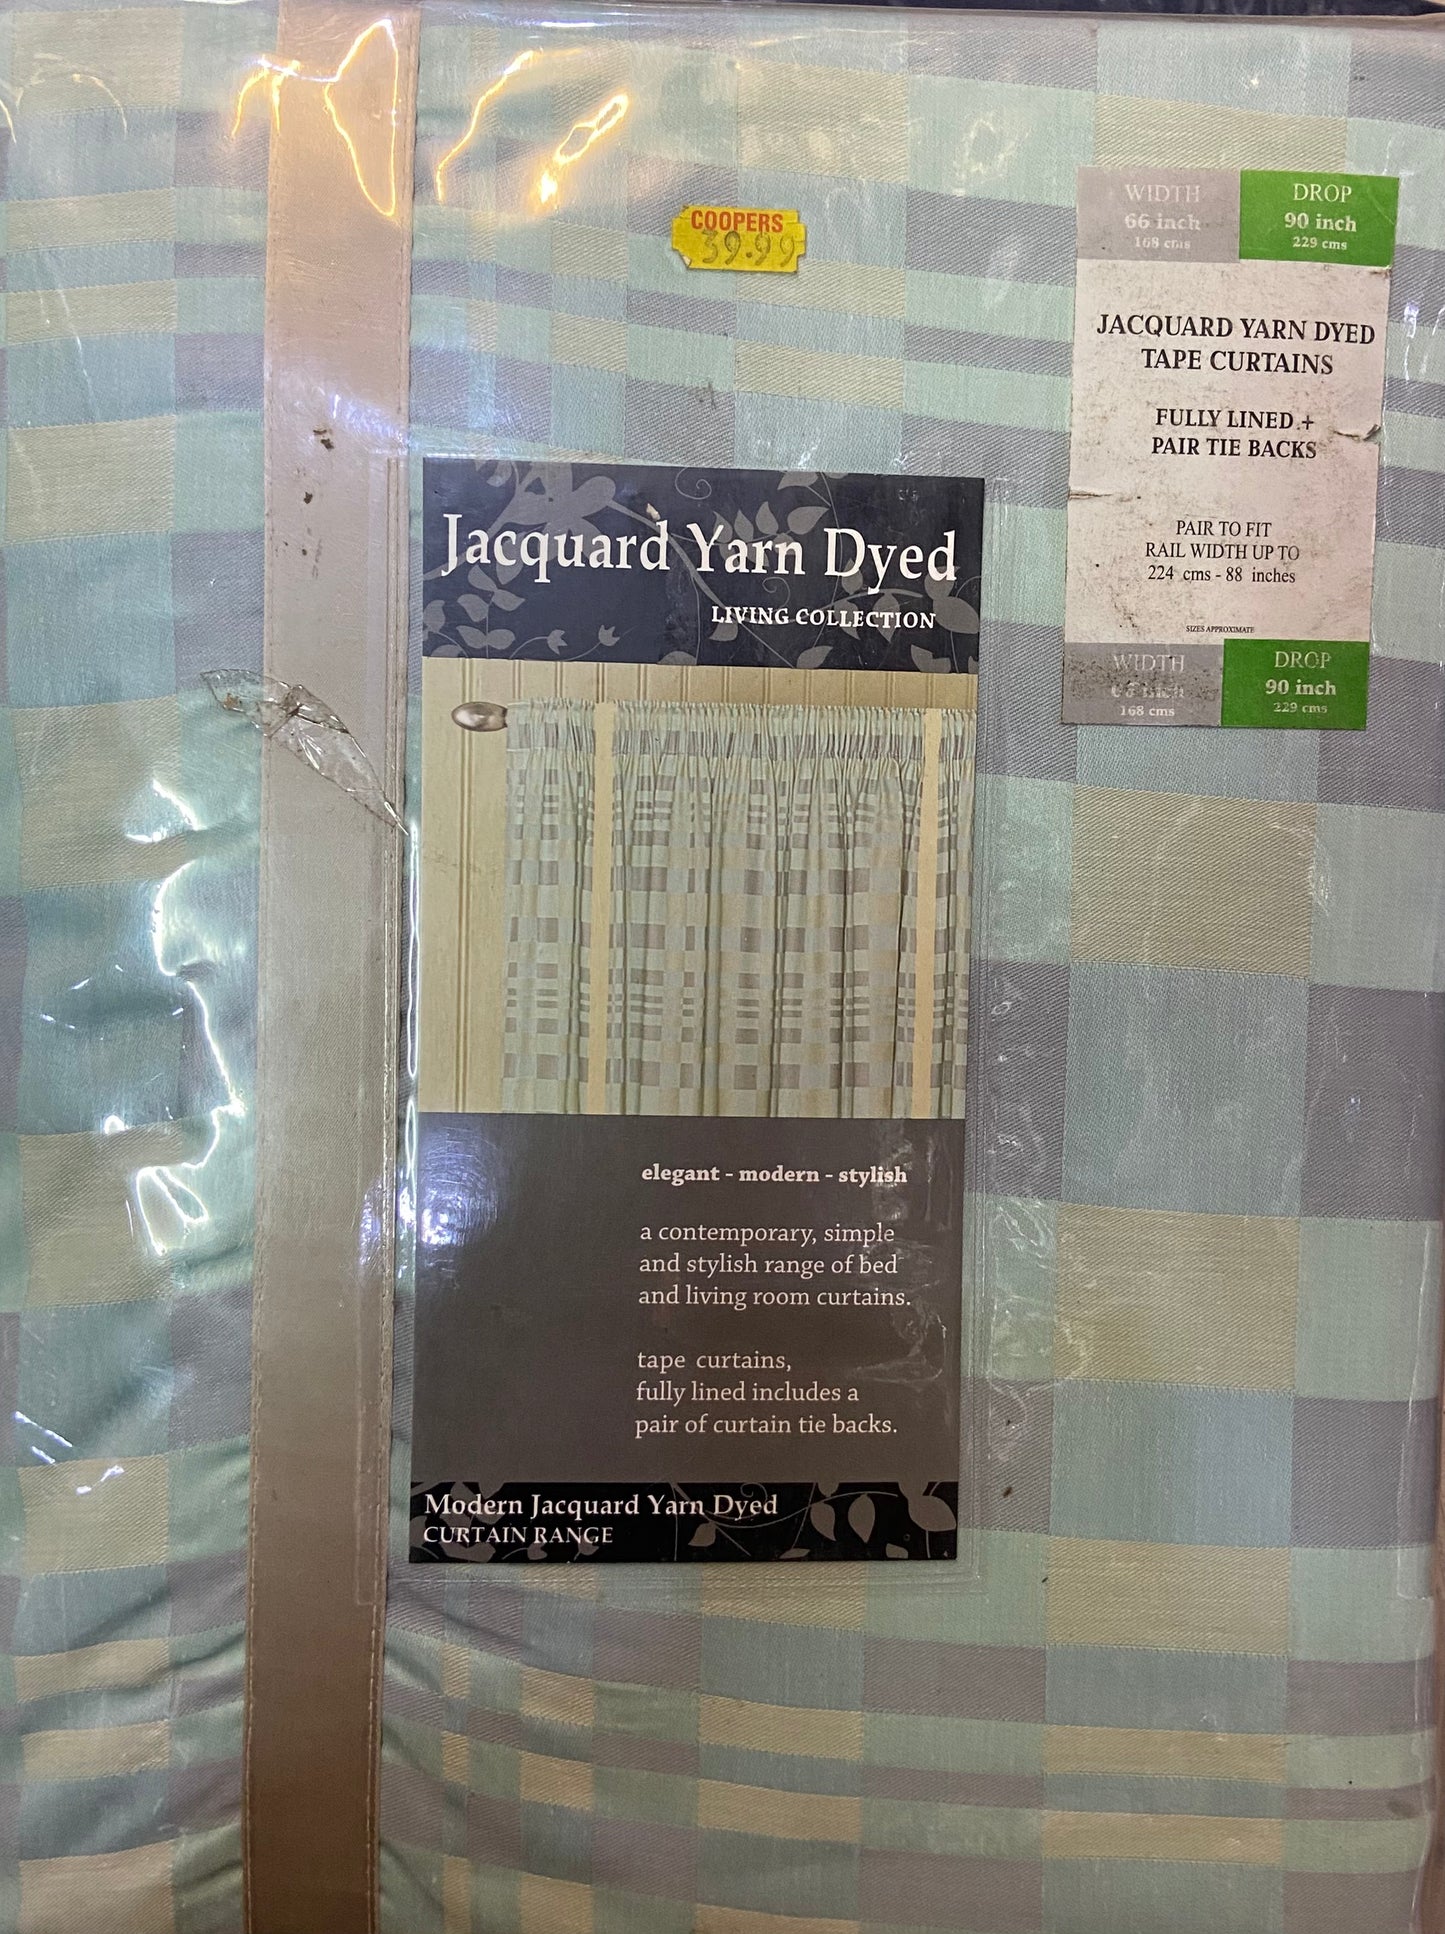 COOPERS
39.99
WIDTH
66 inch
168 cms
DROP
90 inch
229 cms
JACQUARD YARN DYED
TAPE CURTAINS
FULLY LINED +
PAIR TIE BACKS
PAIR TO FIT
RAIL WIDTH UP TO
224 cms - 88 inches
SIZES APPROXIMATE
WIDTH
66 inch
168 cms
DROP
90 inch
229 cms
Jacquard Yarn Dyed
LIVING COLLECTION
elegant - modern - stylish
a contemporary, simple
and stylish range of bed
and living room curtains.
tape curtains,
fully lined includes a
pair of curtain tie backs.
Modern Jacquard Yarn Dyed
CURTAIN RANGE